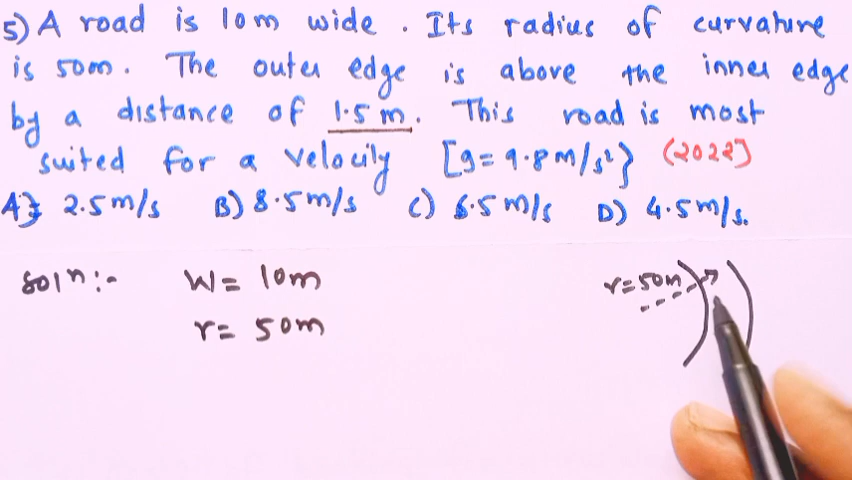 5) A road is 10m wide. Its radius of curvature
is 50m. The outer edge is above the inner edge
by a distance of 1.5 m. This road is most
suited for a velocity [g=9.8m/s²} (2022)
A) 2.5m/s B) 8.5m/s C) 6.5m/s D) 4.5m/s.
Soln:- W= 10m
r=50m
r= 50m